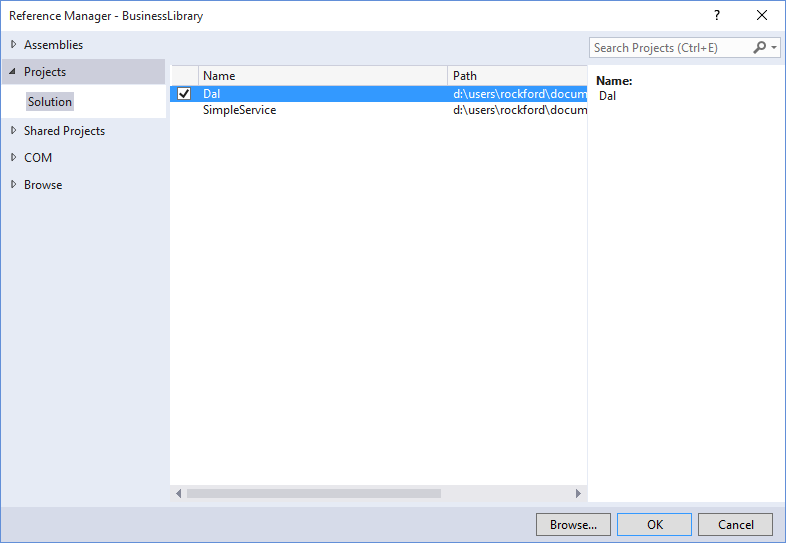 Reference Manager - BusinessLibrary
?
Assemblies
Projects
Solution
Shared Projects
COM
Browse
Name Path
Dal d:\users\rockford\docum
SimpleService d:\users\rockford\docum
Search Projects (Ctrl+E)
Name:
Dal
Browse... OK Cancel